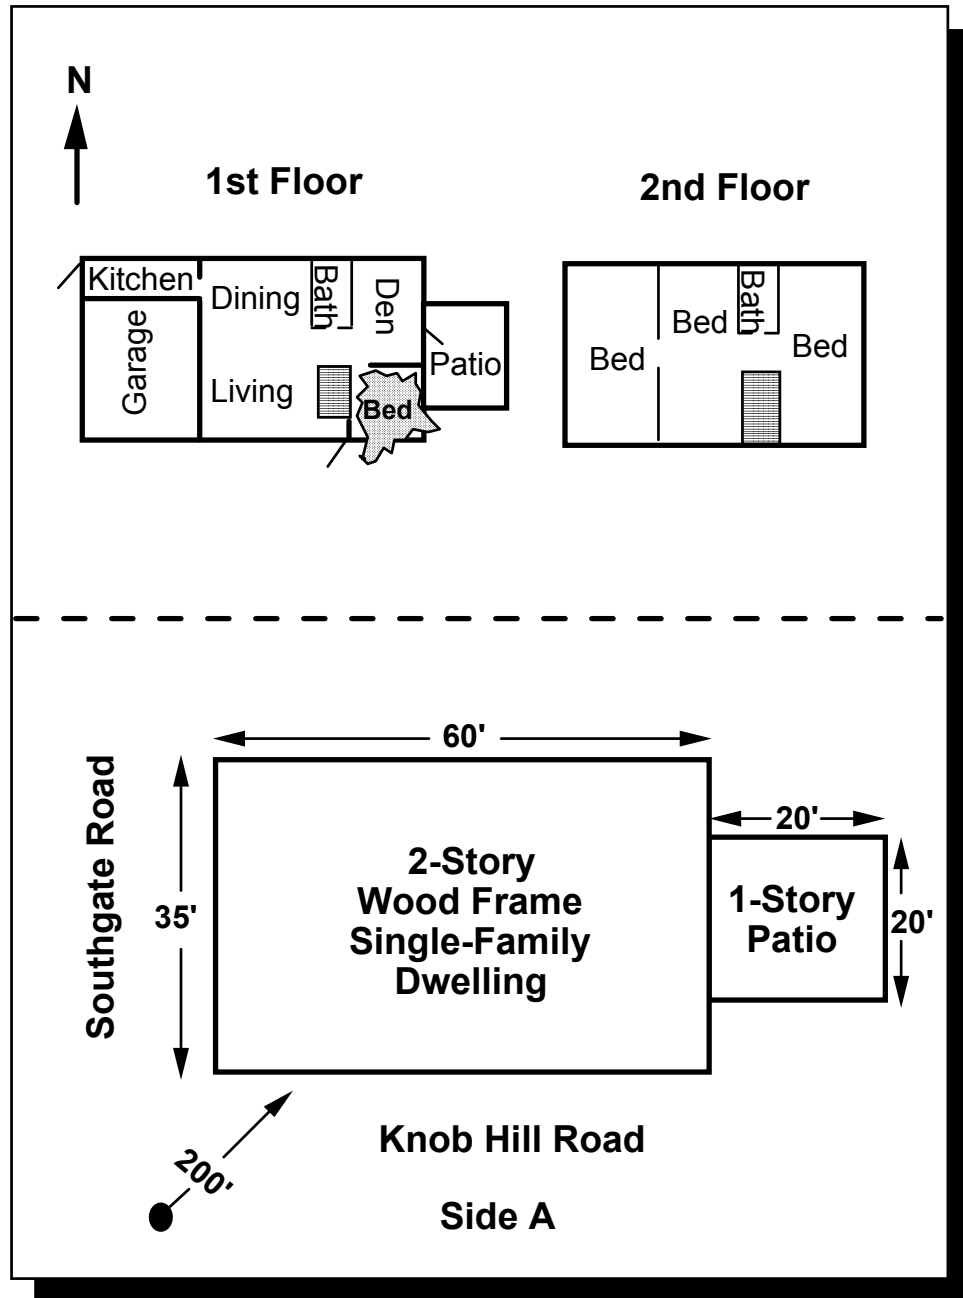 N
1st Floor
2nd Floor
Kitchen
Dining
Bath
Den
Garage
Living
Bed
Patio
Bed
Bed
Bath
Bed
60'
Southgate Road
35'
2-Story
Wood Frame
Single-Family
Dwelling
20'
1-Story
Patio
20'
200'
Knob Hill Road
Side A